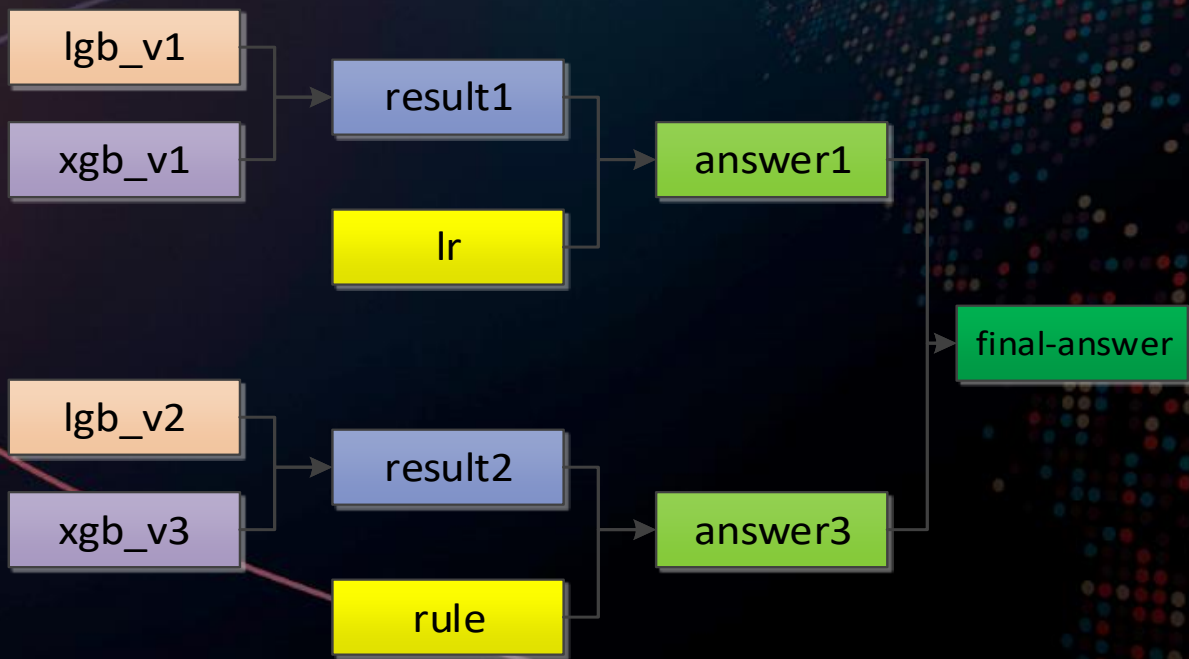 lgb_v1
xgb_v1
result1
lr
answer1
final-answer
lgb_v2
xgb_v3
result2
rule
answer3